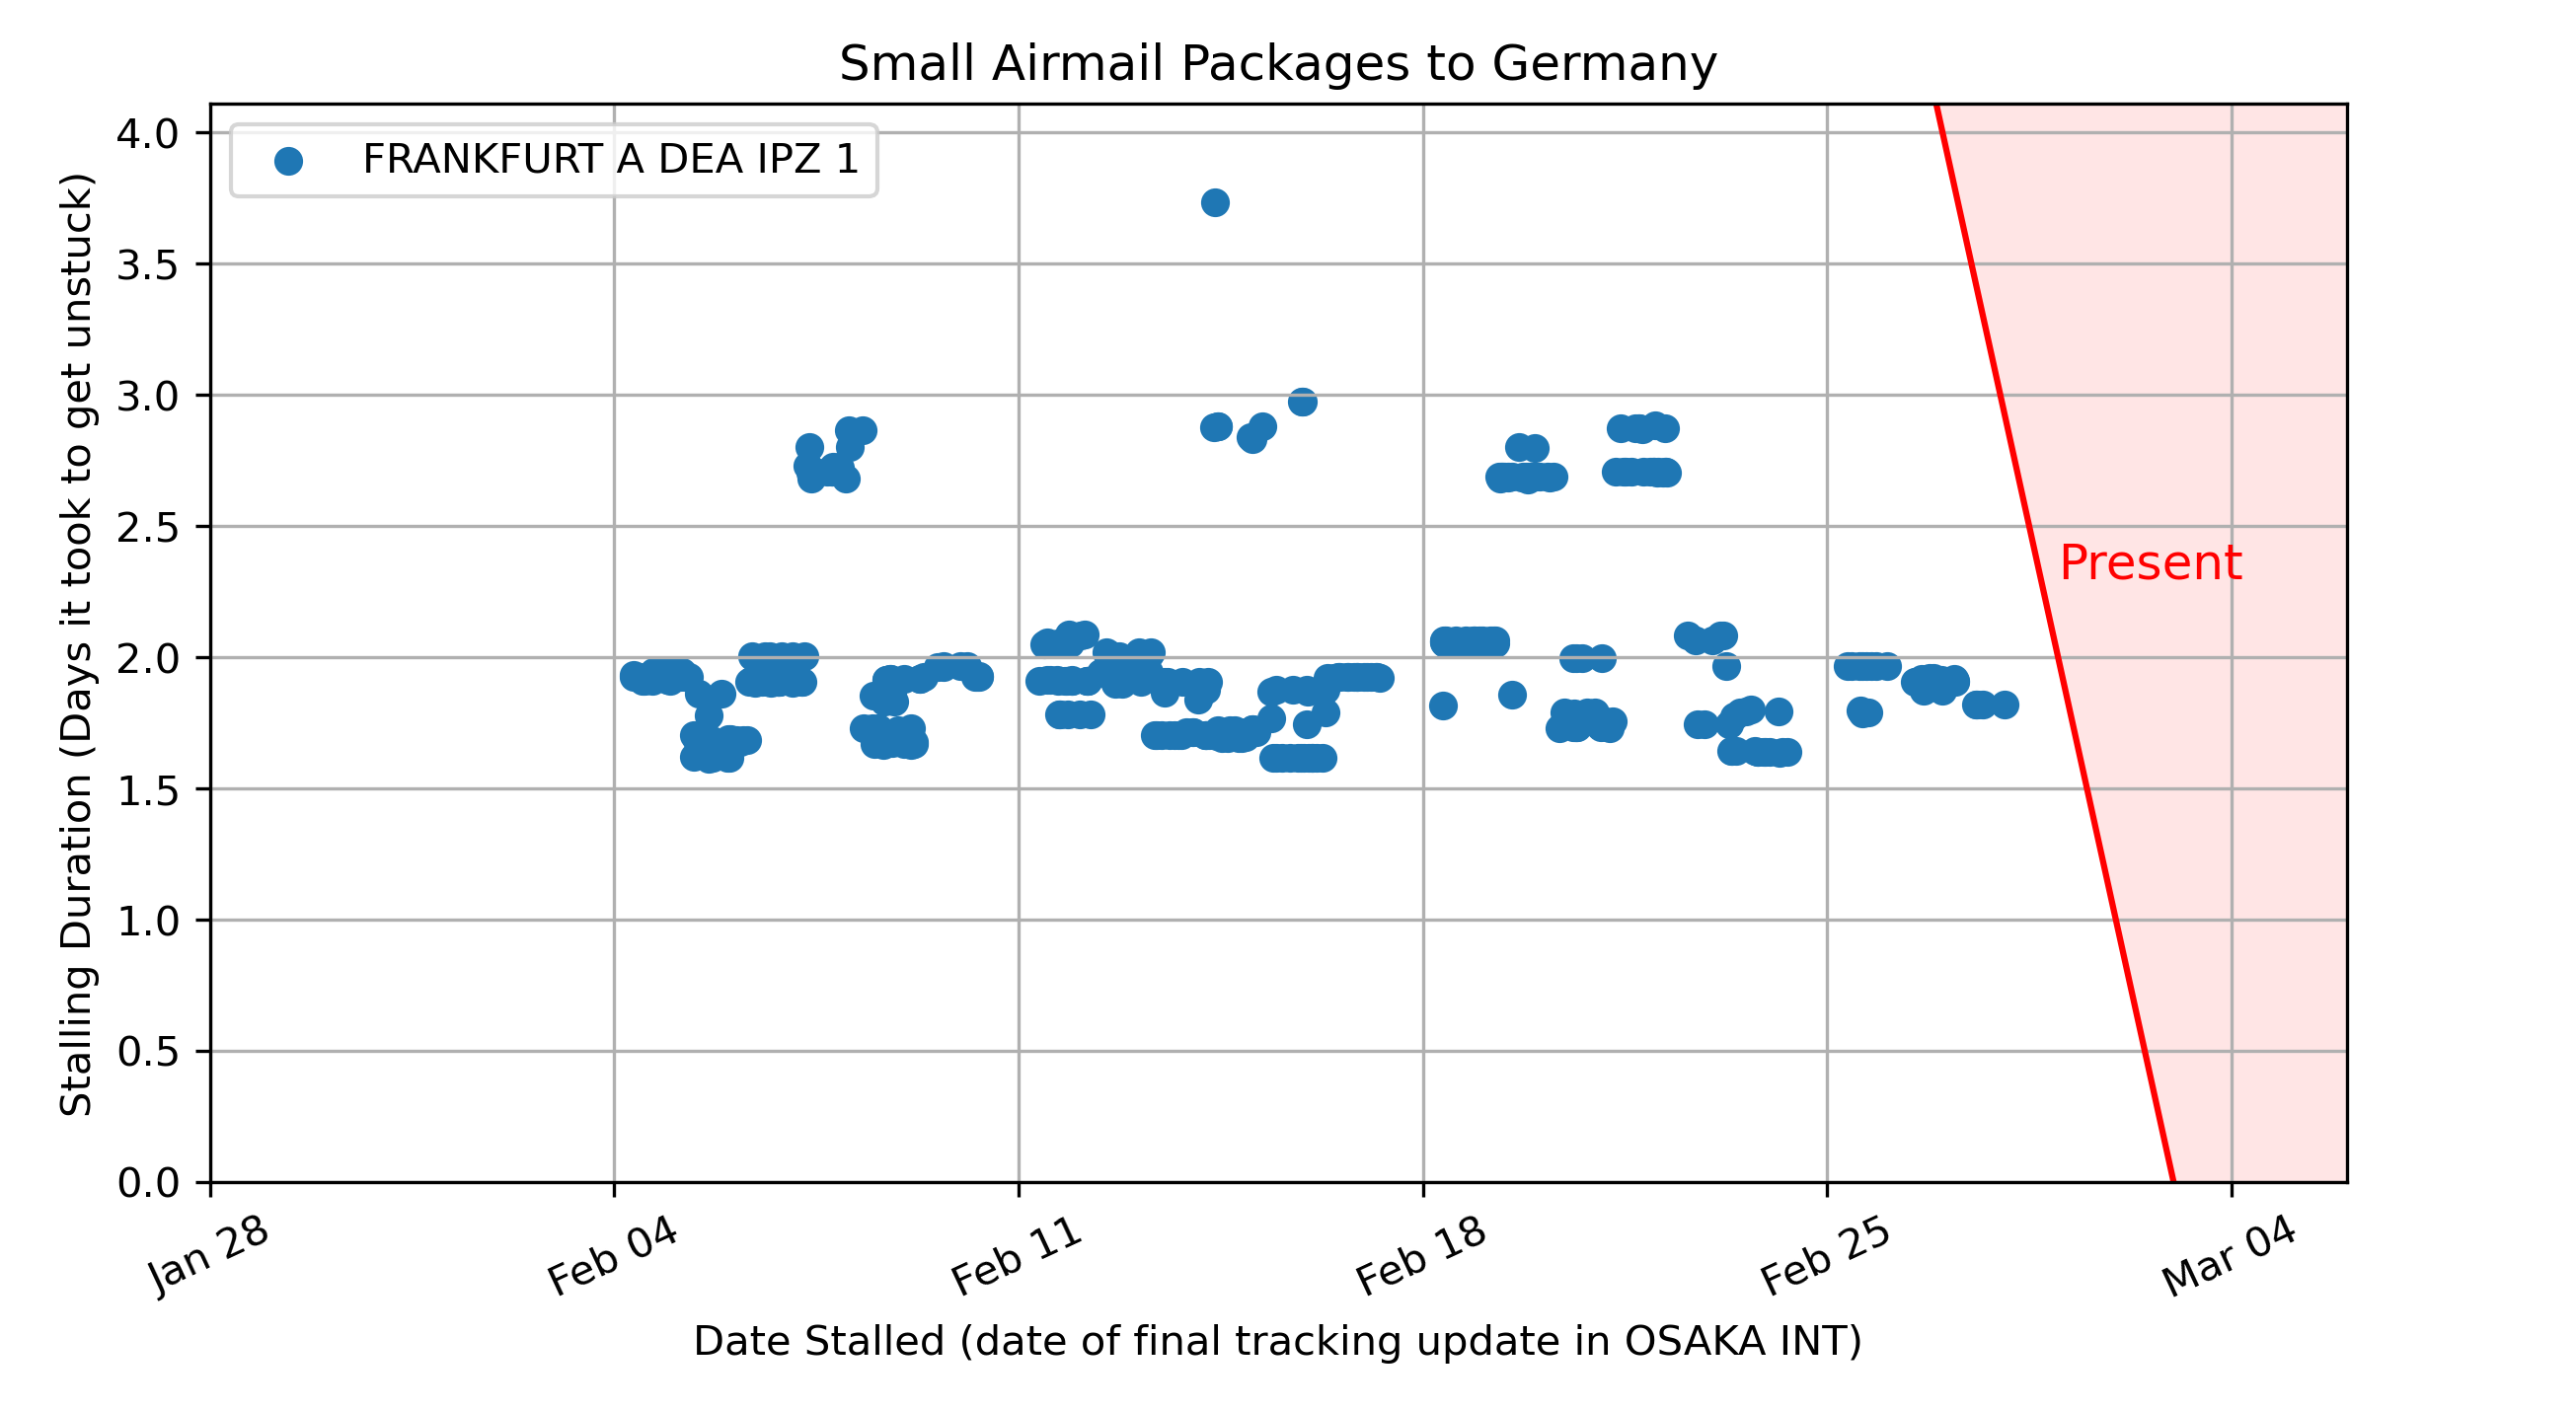 Small Airmail Packages to Germany
FRANKFURT A DEA IPZ 1
Stalling Duration (Days it took to get unstuck)
4.0
3.5
3.0
2.5
2.0
1.5
1.0
0.5
0.0
Present
Jan 28
Feb 04
Feb 11
Feb 18
Feb 25
Mar 04
Date Stalled (date of final tracking update in OSAKA INT)